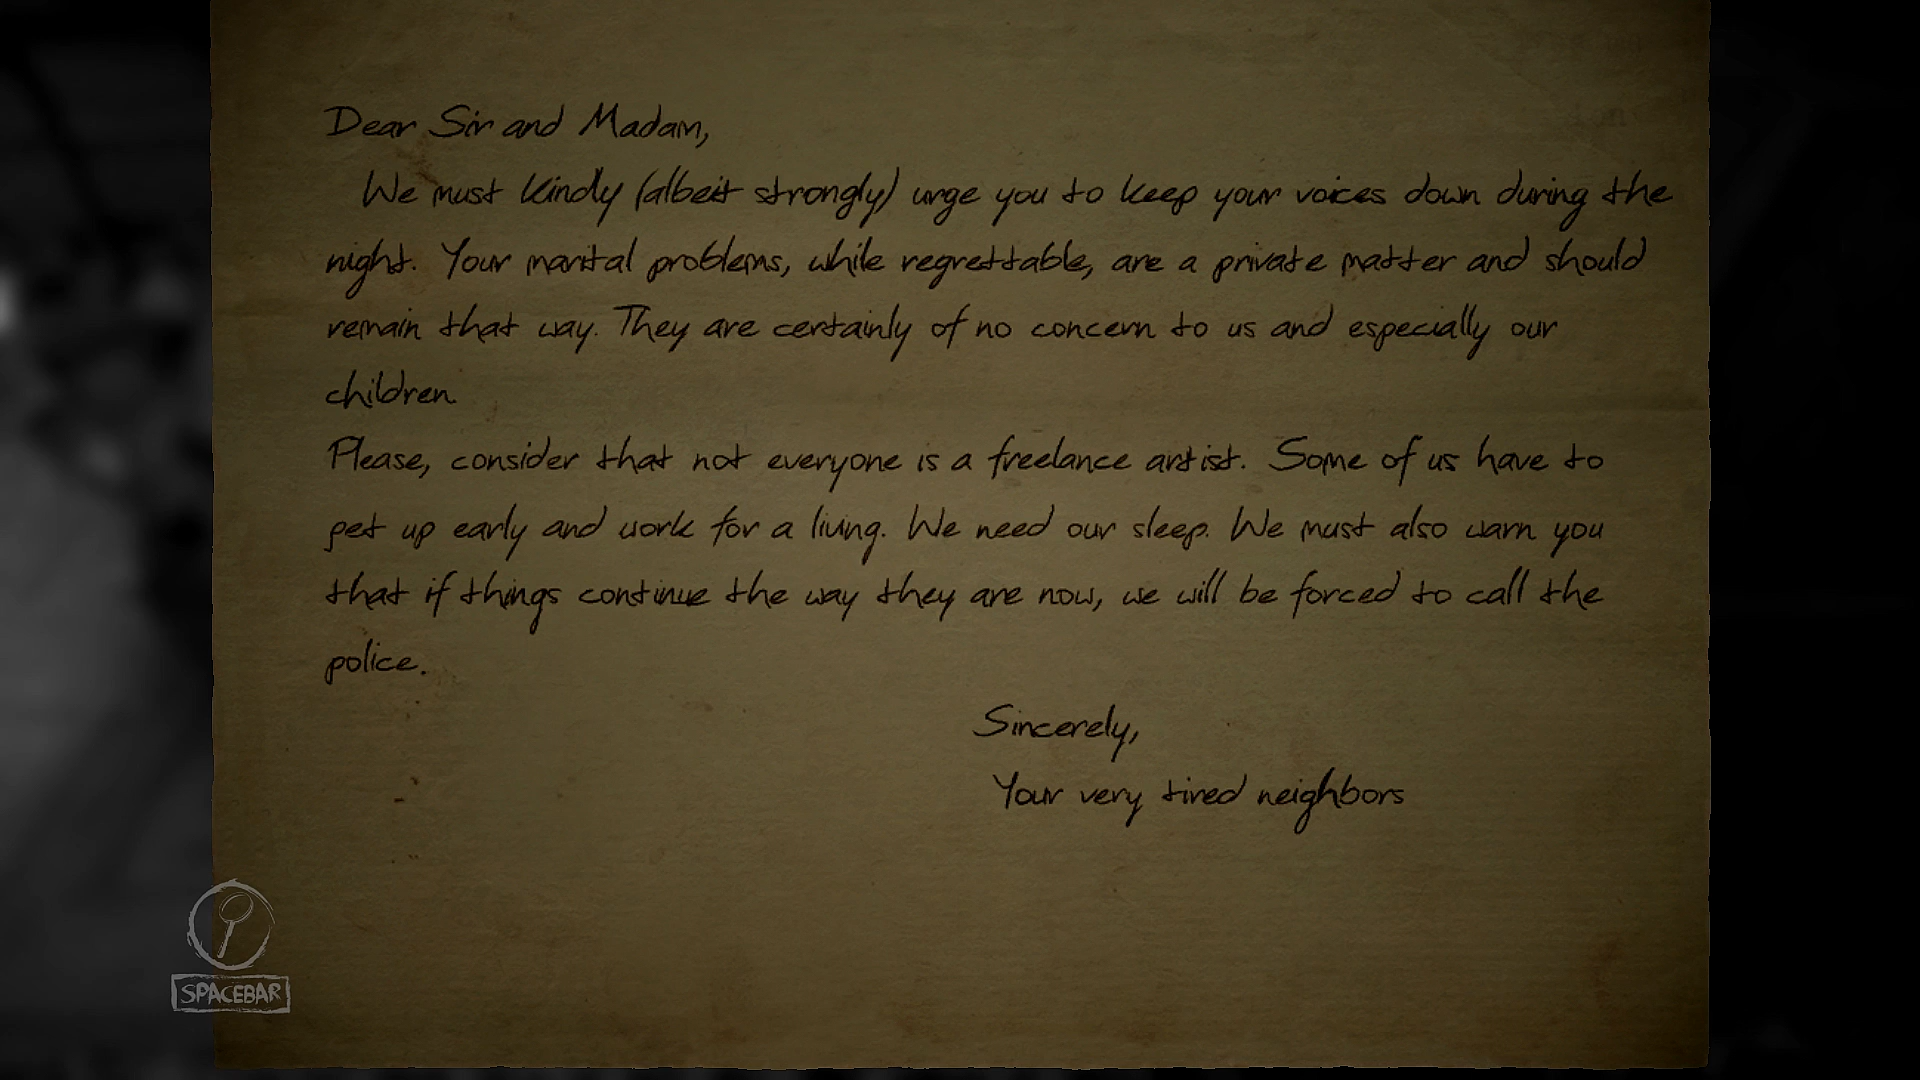 Dear Sir and Madam,
We must kindly (albeit strongly) urge you to keep your voices down during the
night. Your marital problems, while regrettable, are a private matter and should
remain that way. They are certainly of no concern to us and especially our
children.
Please, consider that not everyone is a freelance artist. Some of us have to
get up early and work for a living. We need our sleep. We must also warn you
that if things continue the way they are now, we will be forced to call the
police.
Sincerely,
Your very tired neighbors
SPACEBAR